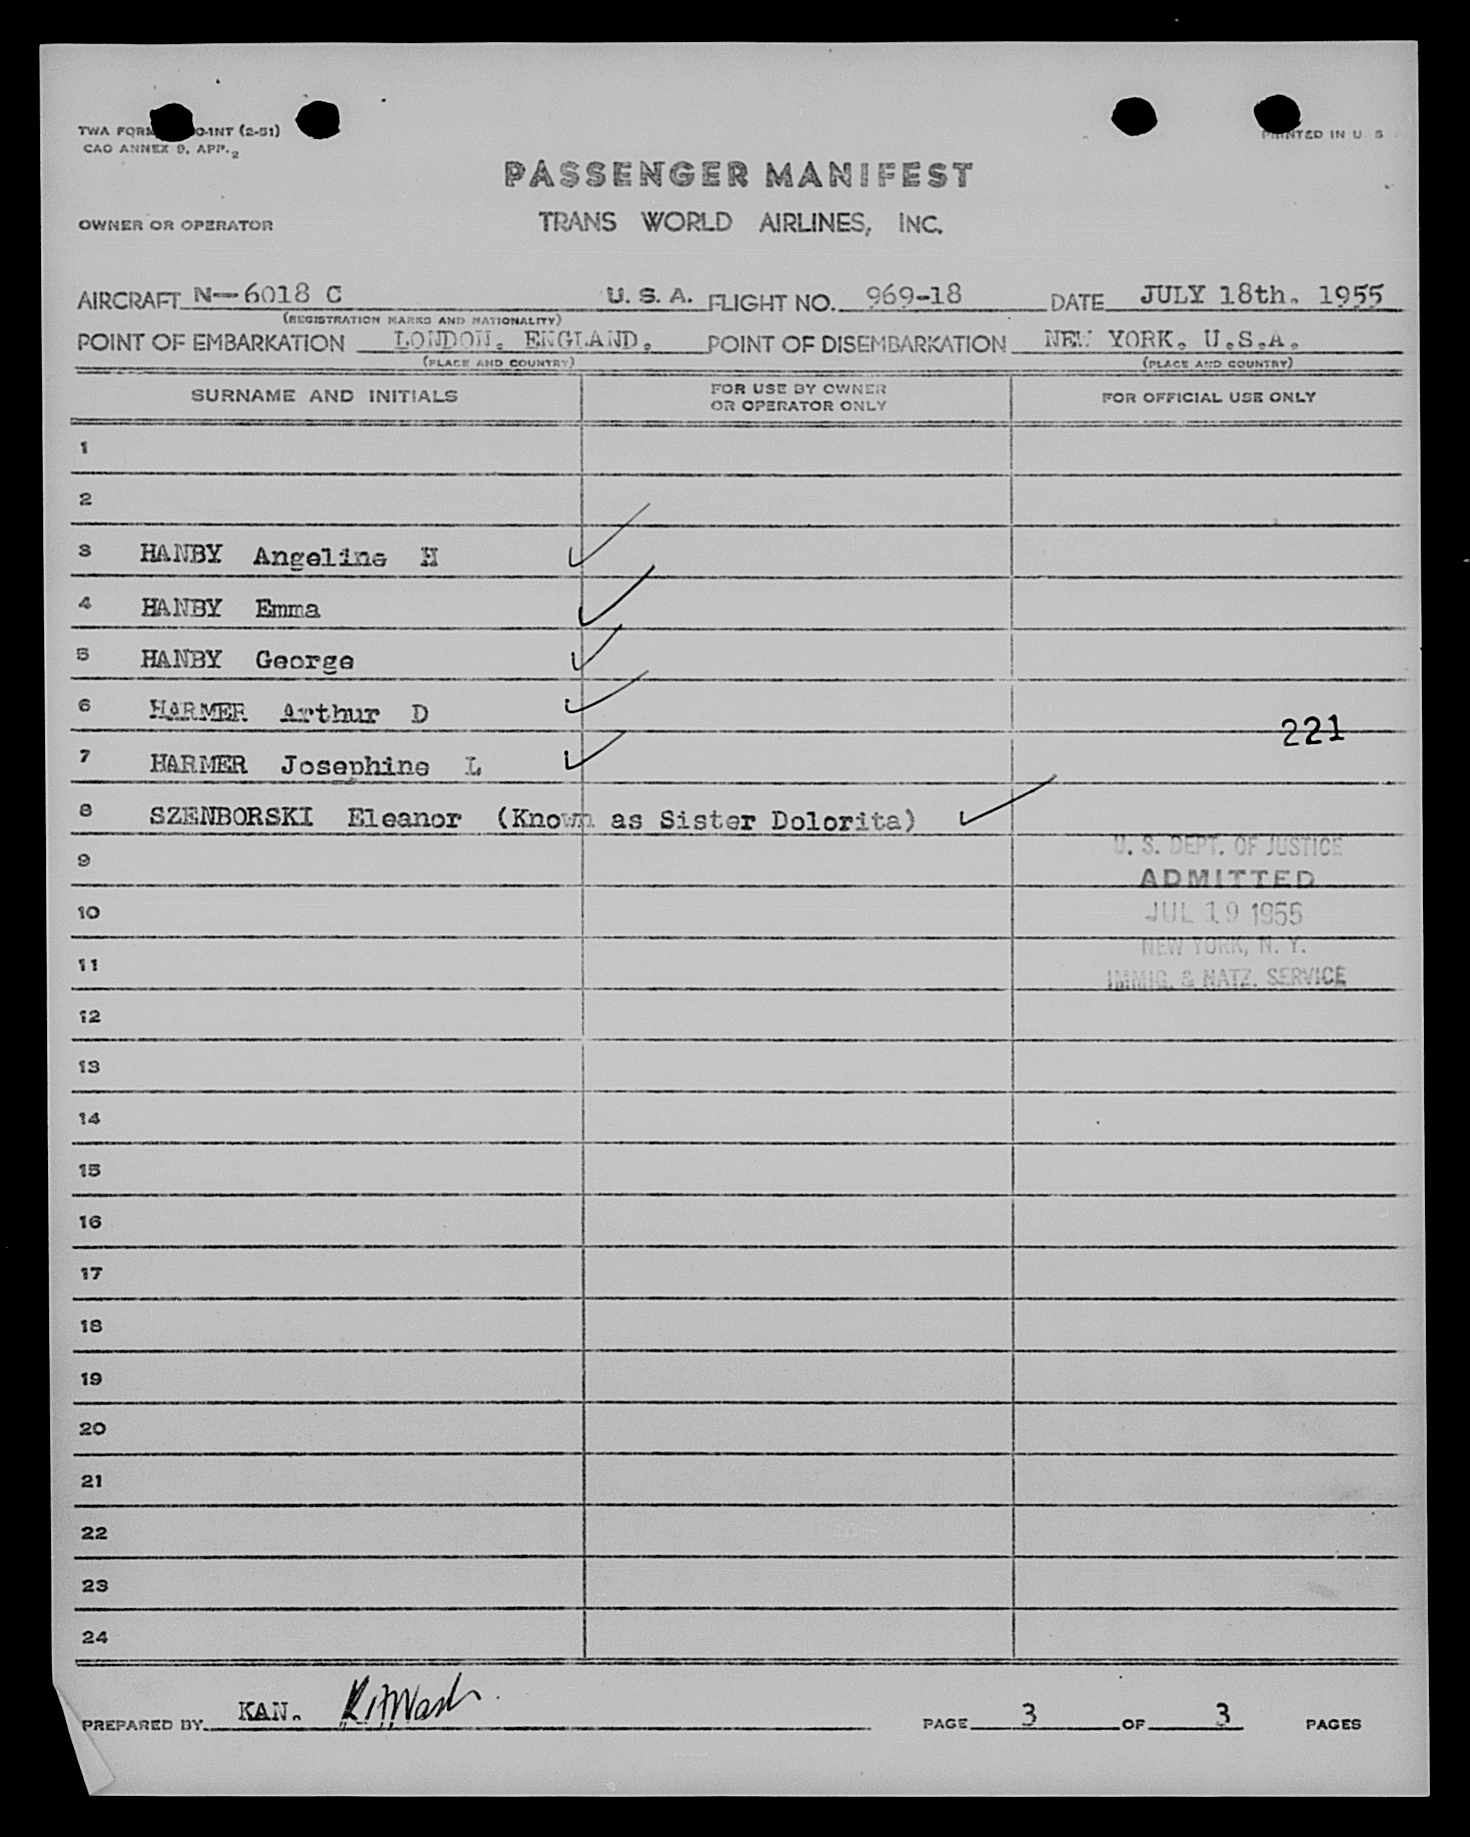 TWA FORM O-INT (2-51)
PRINTED IN U S
CAO ANNEX 9, APP. 2
PASSENGER MANIFEST
OWNER OR OPERATOR
TRANS WORLD AIRLINES, INC.
AIRCRAFT N-6018 C U. S. A. FLIGHT NO. 969-18 DATE JULY 18th. 1955
(REGISTRATION MARKS AND NATIONALITY)
POINT OF EMBARKATION LONDON. ENGLAND. POINT OF DISEMBARKATION NEW YORK. U.S.A.
(PLACE AND COUNTRY) (PLACE AND COUNTRY)
SURNAME AND INITIALS FOR USE BY OWNER OR OPERATOR ONLY FOR OFFICIAL USE ONLY
1
2
3 HANBY Angeline H
4 HANBY Emma
5 HANBY George
6 HARMER Arthur D
221
7 HARMER Josephine L
8 SZENBORSKI Eleanor (Known as Sister Dolorita)
U. S. DEPT. OF JUSTICE
9
ADMITTED
10 JUL 19 1955
NEW YORK, N. Y.
11
IMMIG. & NATZ. SERVICE
12
13
14
15
16
17
18
19
20
21
22
23
24
PREPARED BY KAN. PAGE 3 OF 3 PAGES